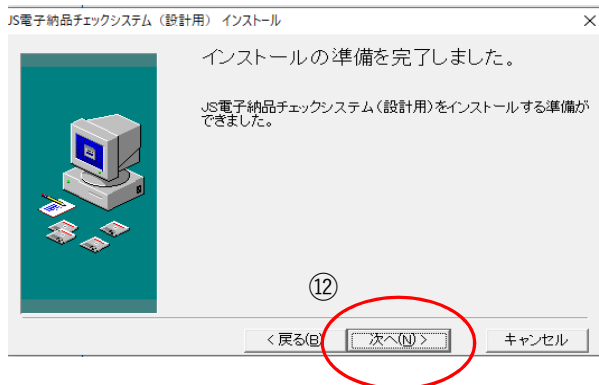 JS電子納品チェックシステム（設計用） インストール
インストールの準備を完了しました。
JS電子納品チェックシステム（設計用）をインストールする準備が
できました。
⑫
< 戻る(B)
次へ(N) >
キャンセル